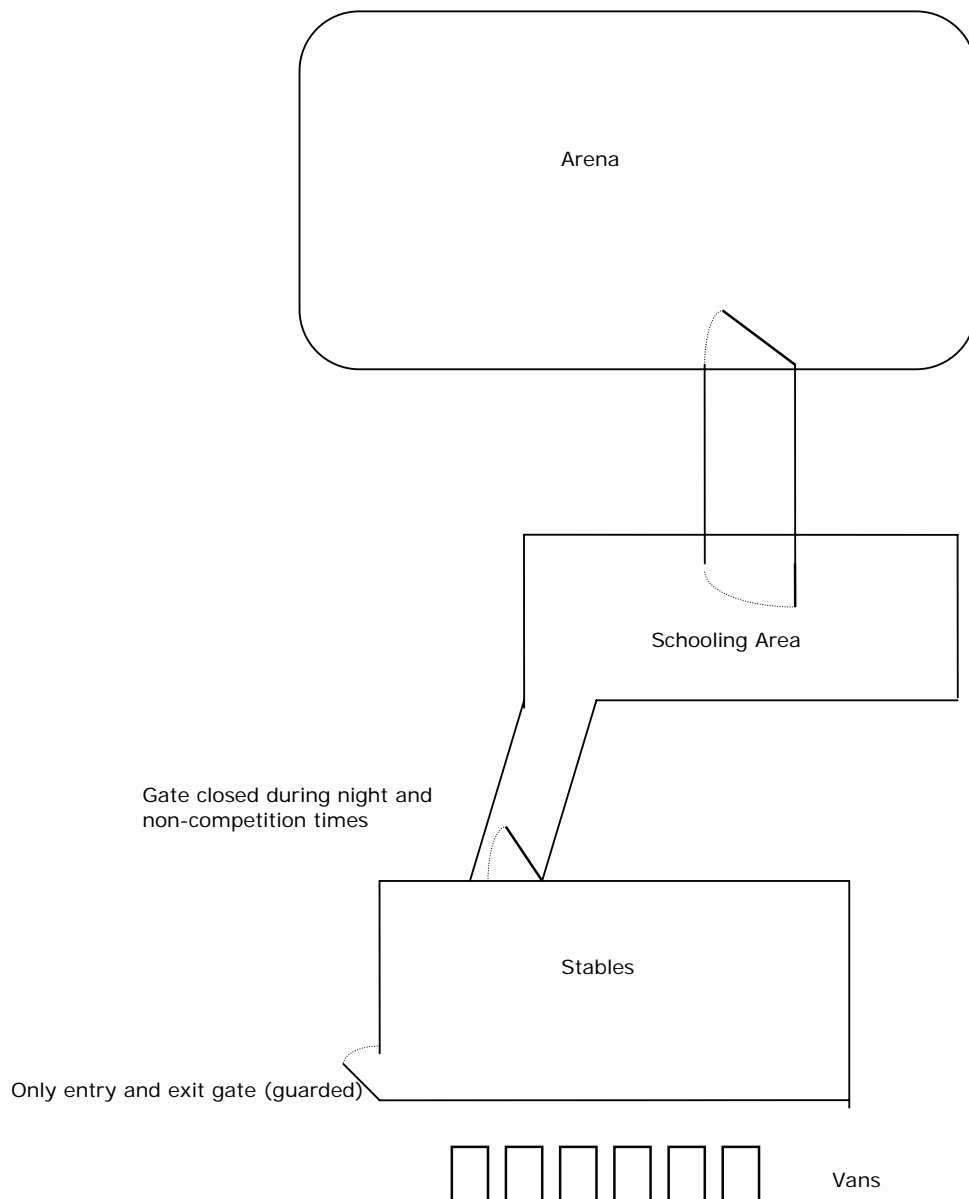 Arena
Schooling Area
Gate closed during night and
non-competition times
Stables
Only entry and exit gate (guarded)
Vans